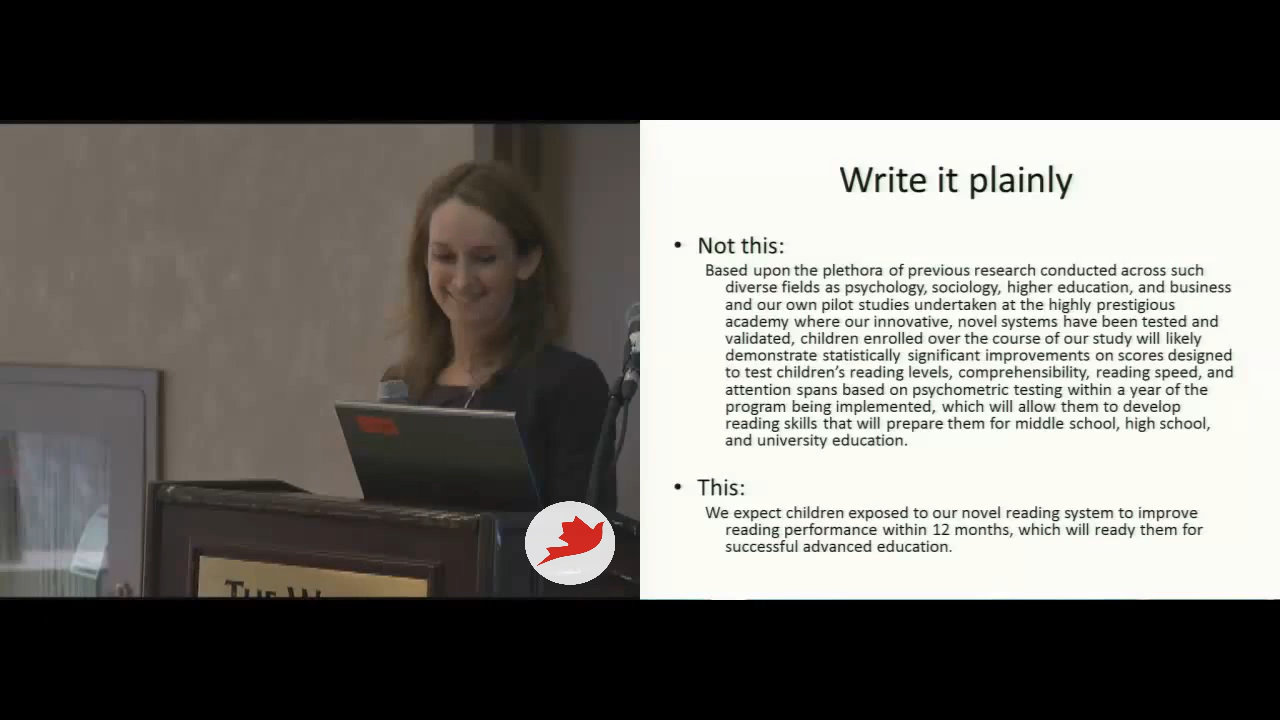 Write it plainly
• Not this:
Based upon the plethora of previous research conducted across such
diverse fields as psychology, sociology, higher education, and business
and our own pilot studies undertaken at the highly prestigious
academy where our innovative, novel systems have been tested and
validated, children enrolled over the course of our study will likely
demonstrate statistically significant improvements on scores designed
to test children's reading levels, comprehensibility, reading speed, and
attention spans based on psychometric testing within a year of the
program being implemented, which will allow them to develop
reading skills that will prepare them for middle school, high school,
and university education.
• This:
We expect children exposed to our novel reading system to improve
reading performance within 12 months, which will ready them for
successful advanced education.
THE